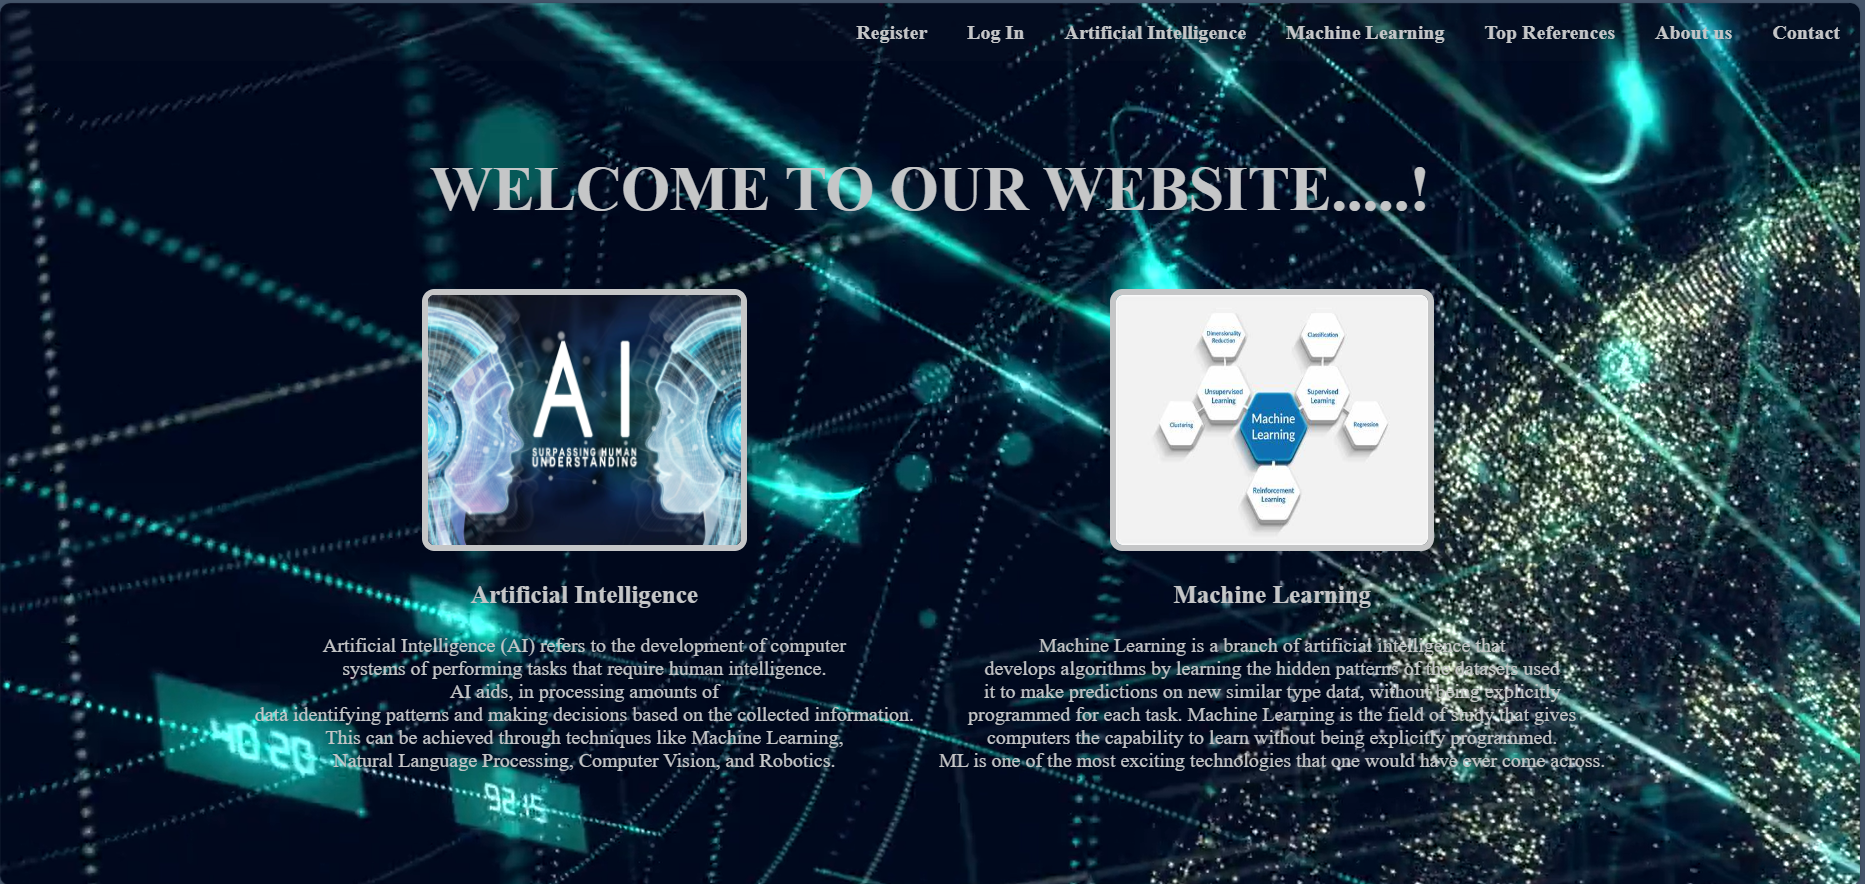 Register Log In Artificial Intelligence Machine Learning Top References About us Contact
WELCOME TO OUR WEBSITE.....!
AI
SURPASSING HUMAN
UNDERSTANDING
Dimensionality
Reduction
Classification
Unsupervised
Learning
Supervised
Learning
Machine
Learning
Clustering
Regression
Reinforcement
Learning
Artificial Intelligence
Artificial Intelligence (AI) refers to the development of computer
systems of performing tasks that require human intelligence.
AI aids, in processing amounts of
data identifying patterns and making decisions based on the collected information.
This can be achieved through techniques like Machine Learning,
Natural Language Processing, Computer Vision, and Robotics.
Machine Learning
Machine Learning is a branch of artificial intelligence that
develops algorithms by learning the hidden patterns of the datasets used
it to make predictions on new similar type data, without being explicitly
programmed for each task. Machine Learning is the field of study that gives
computers the capability to learn without being explicitly programmed.
ML is one of the most exciting technologies that one would have ever come across.